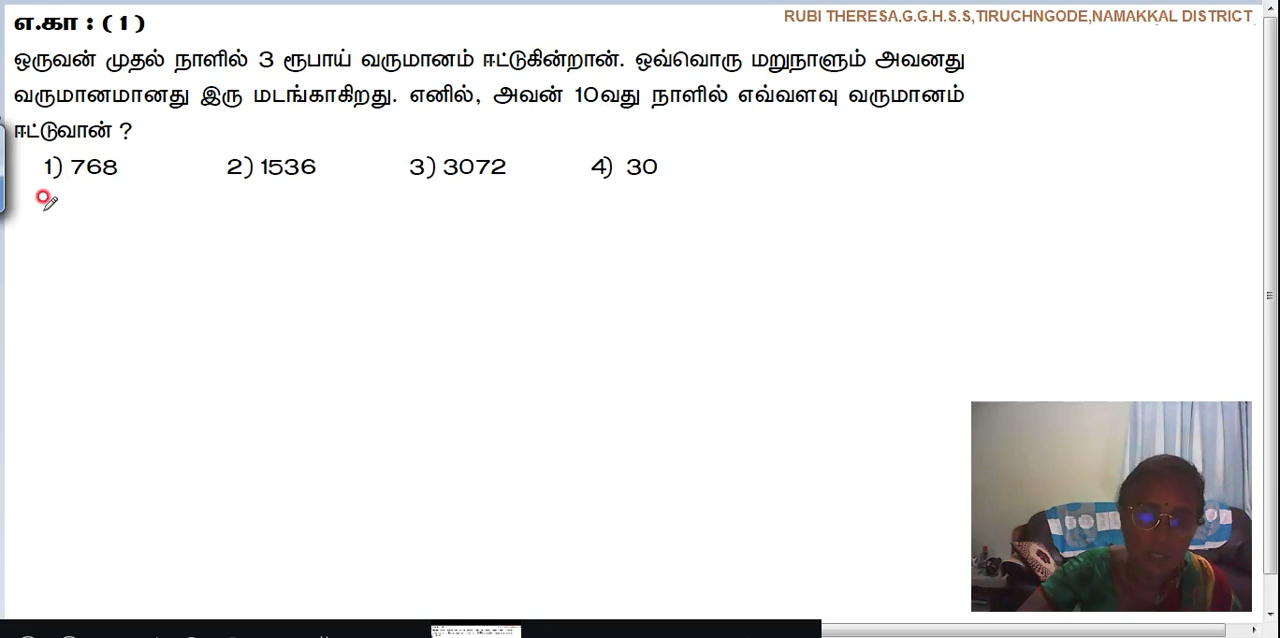 RUBI THERESA,G.G.H.S.S,TIRUCHNGODE,NAMAKKAL DISTRICT
எ.கா : ( 1 )
ஒருவன் முதல் நாளில் 3 ரூபாய் வருமானம் ஈட்டுகின்றான். ஒவ்வொரு மறுநாளும் அவனது
வருமானமானது இரு மடங்காகிறது. எனில், அவன் 10வது நாளில் எவ்வளவு வருமானம்
ஈட்டுவான் ?
1) 768 2) 1536 3) 3072 4) 30